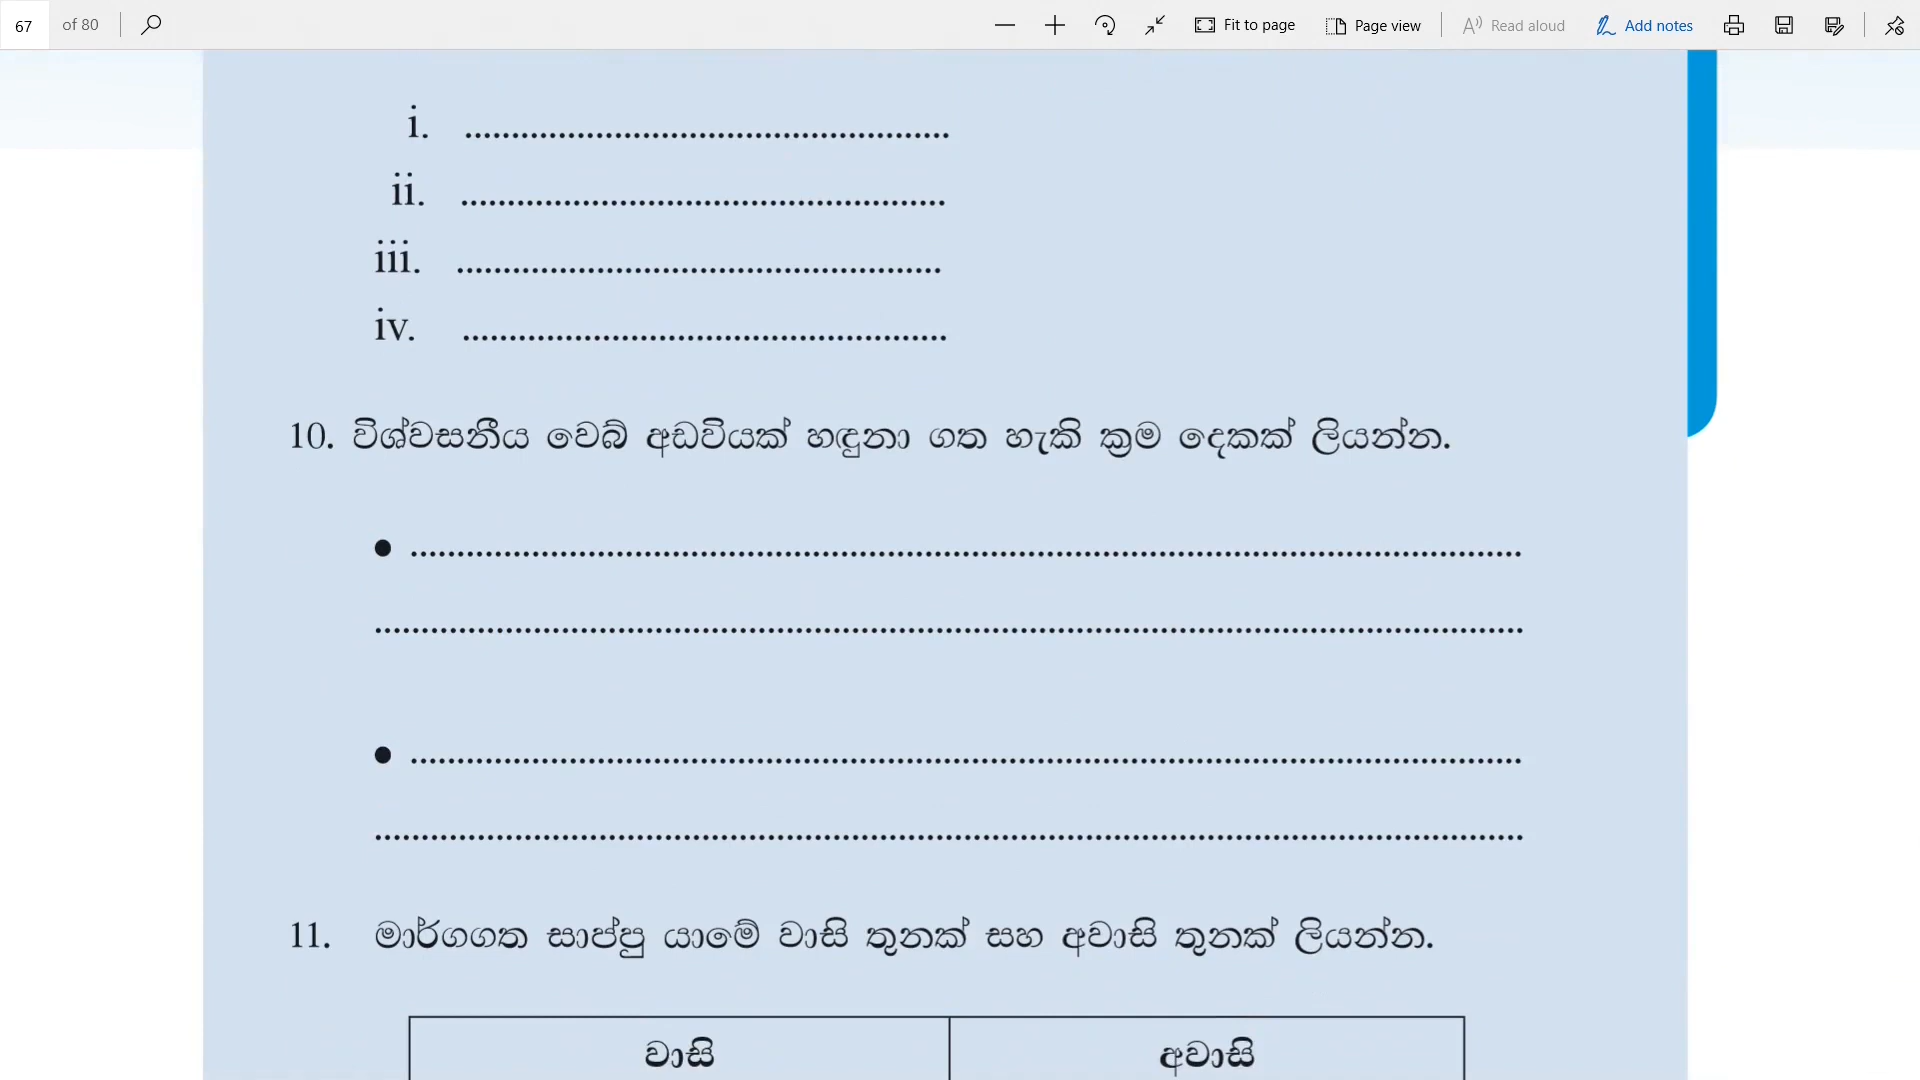 67 of 80 Fit to page Page view Read aloud Add notes
i. ....................................................
ii. ....................................................
iii. ....................................................
iv. ....................................................
10. විශ්වසනීය වෙබ් අඩවියක් හඳුනා ගත හැකි ක්‍රම දෙකක් ලියන්න.
● ........................................................................................................................
............................................................................................................................
● ........................................................................................................................
............................................................................................................................
11. මාර්ගගත සාප්පු යාමේ වාසි තුනක් සහ අවාසි තුනක් ලියන්න.
වාසි අවාසි